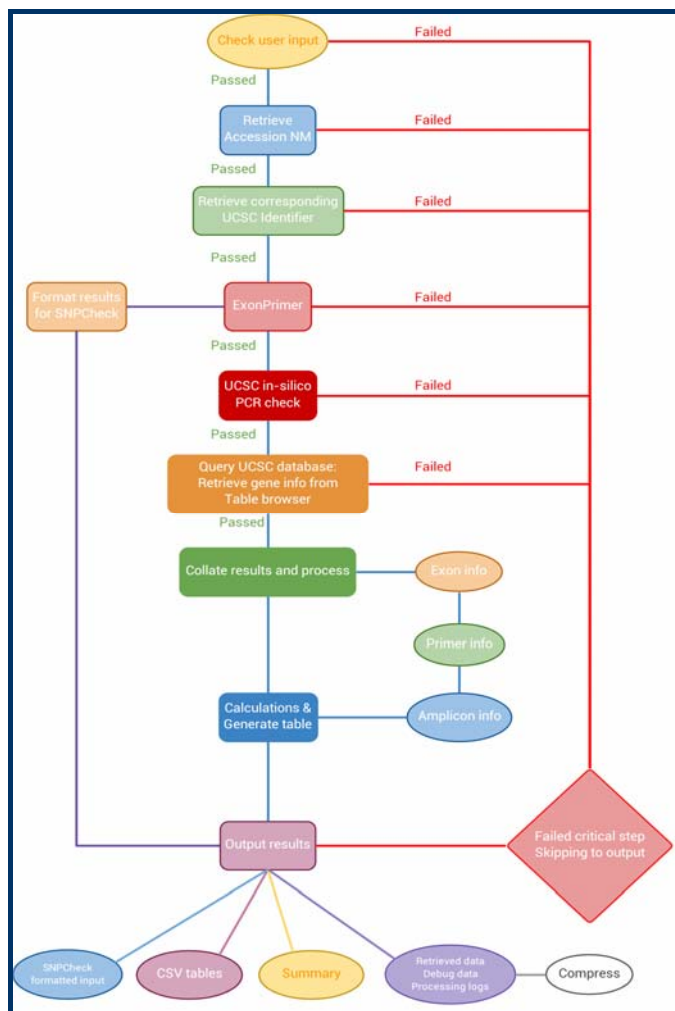 Check user input
Failed
Passed
Retrieve
Accession NM
Failed
Passed
Retrieve corresponding
UCSC Identifier
Failed
Passed
Format results
for SNPCheck
ExonPrimer
Failed
Passed
UCSC in-silico
PCR check
Failed
Passed
Query UCSC database:
Retrieve gene info from
Table browser
Failed
Passed
Collate results and process
Exon info
Primer info
Calculations &
Generate table
Amplicon info
Output results
Failed critical step
Skipping to output
SNPCheck
formatted input
CSV tables
Summary
Retrieved data
Debug data
Processing logs
Compress